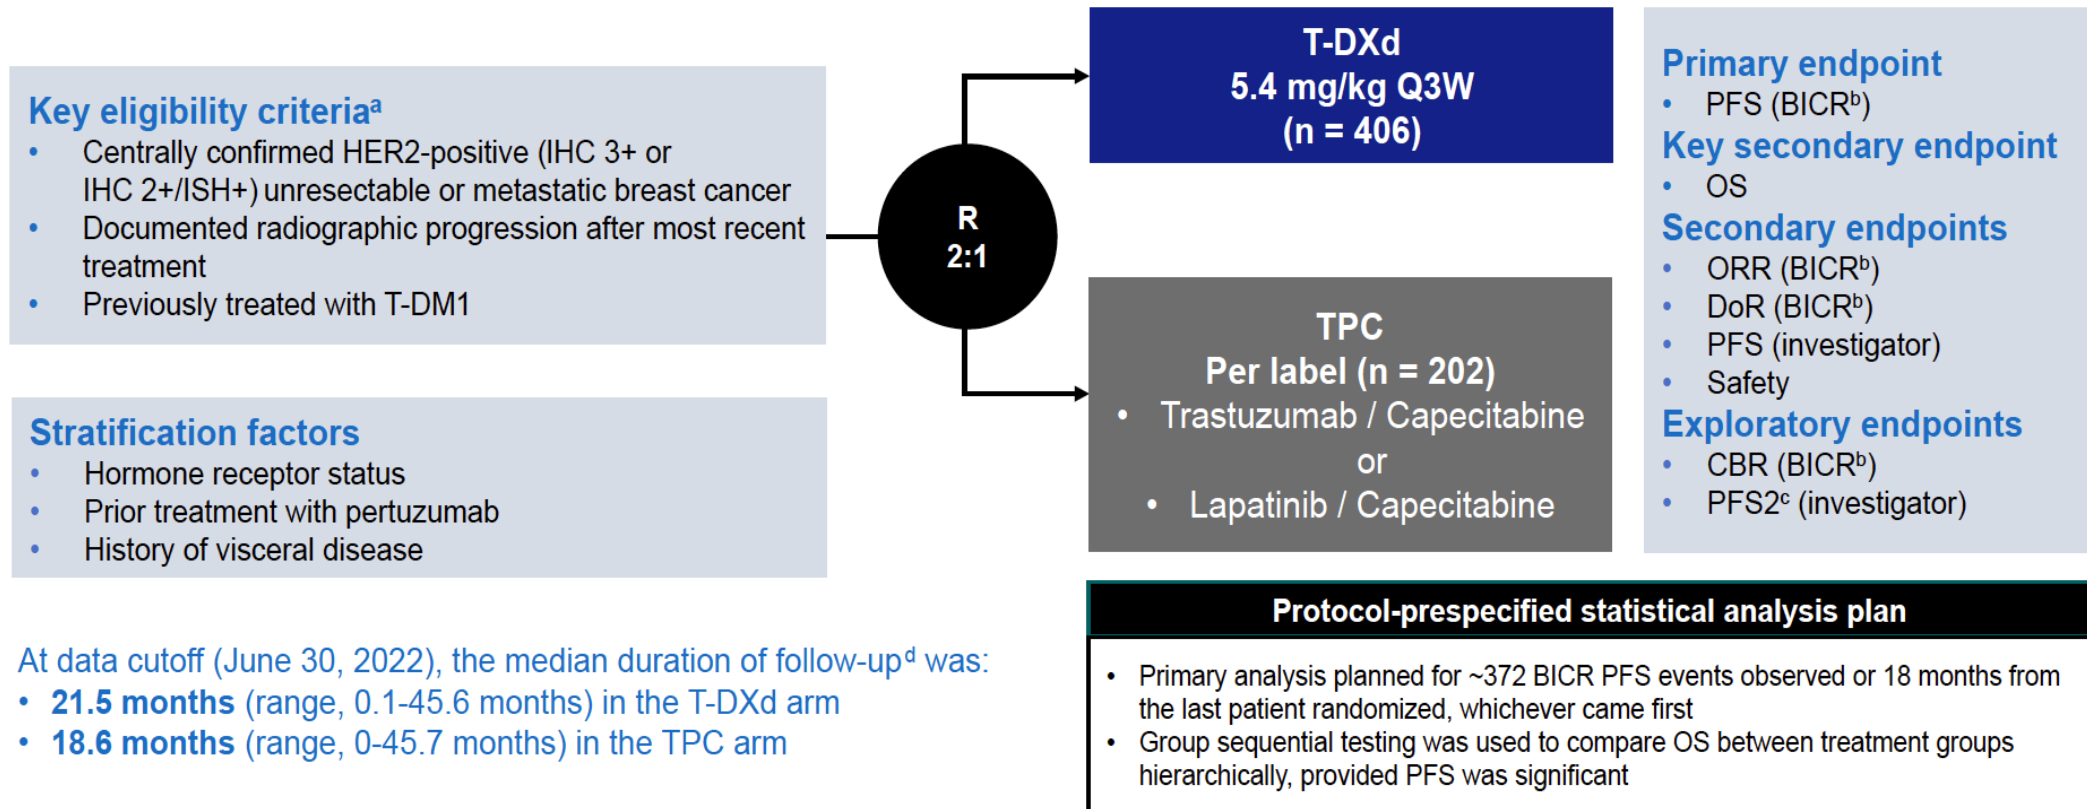 Key eligibility criteriaᵃ
• Centrally confirmed HER2-positive (IHC 3+ or
IHC 2+/ISH+) unresectable or metastatic breast cancer
• Documented radiographic progression after most recent
treatment
• Previously treated with T-DM1
Stratification factors
• Hormone receptor status
• Prior treatment with pertuzumab
• History of visceral disease
At data cutoff (June 30, 2022), the median duration of follow-upᵈ was:
• 21.5 months (range, 0.1-45.6 months) in the T-DXd arm
• 18.6 months (range, 0-45.7 months) in the TPC arm
R
2:1
T-DXd
5.4 mg/kg Q3W
(n = 406)
TPC
Per label (n = 202)
• Trastuzumab / Capecitabine
or
• Lapatinib / Capecitabine
Primary endpoint
• PFS (BICRᵇ)
Key secondary endpoint
• OS
Secondary endpoints
• ORR (BICRᵇ)
• DoR (BICRᵇ)
• PFS (investigator)
• Safety
Exploratory endpoints
• CBR (BICRᵇ)
• PFS2ᶜ (investigator)
Protocol-prespecified statistical analysis plan
• Primary analysis planned for ~372 BICR PFS events observed or 18 months from
the last patient randomized, whichever came first
• Group sequential testing was used to compare OS between treatment groups
hierarchically, provided PFS was significant